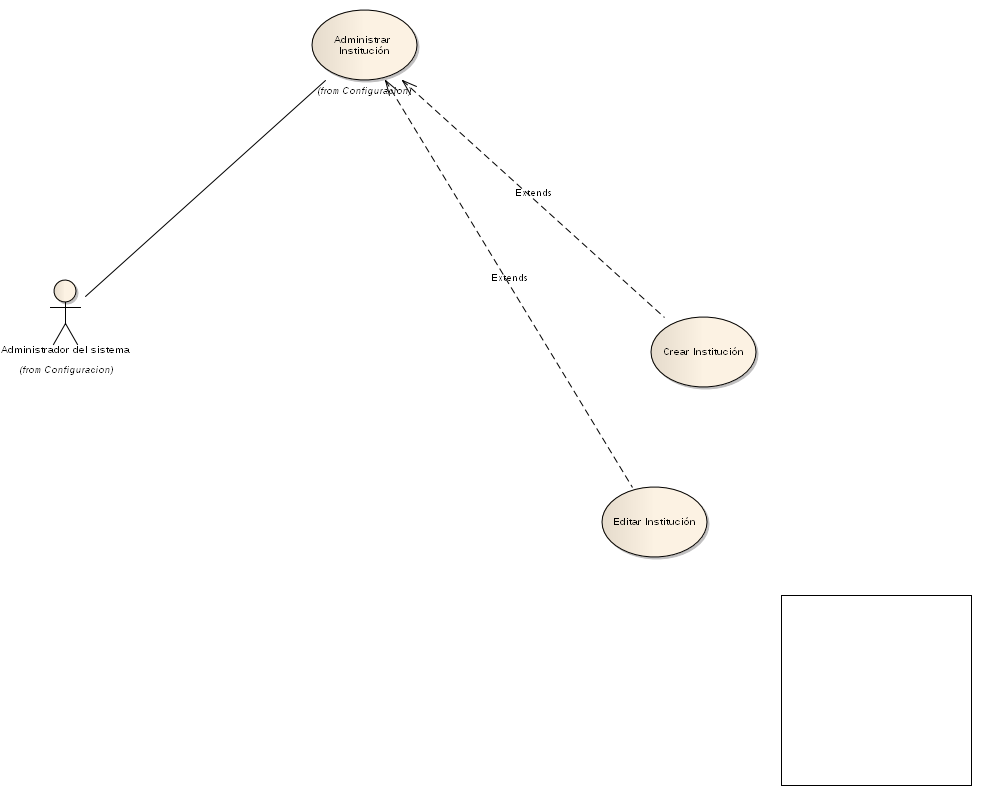 Administrar
Institución
(from Configuracion)
Extends
Extends
Administrador del sistema
(from Configuracion)
Crear Institución
Editar Institución